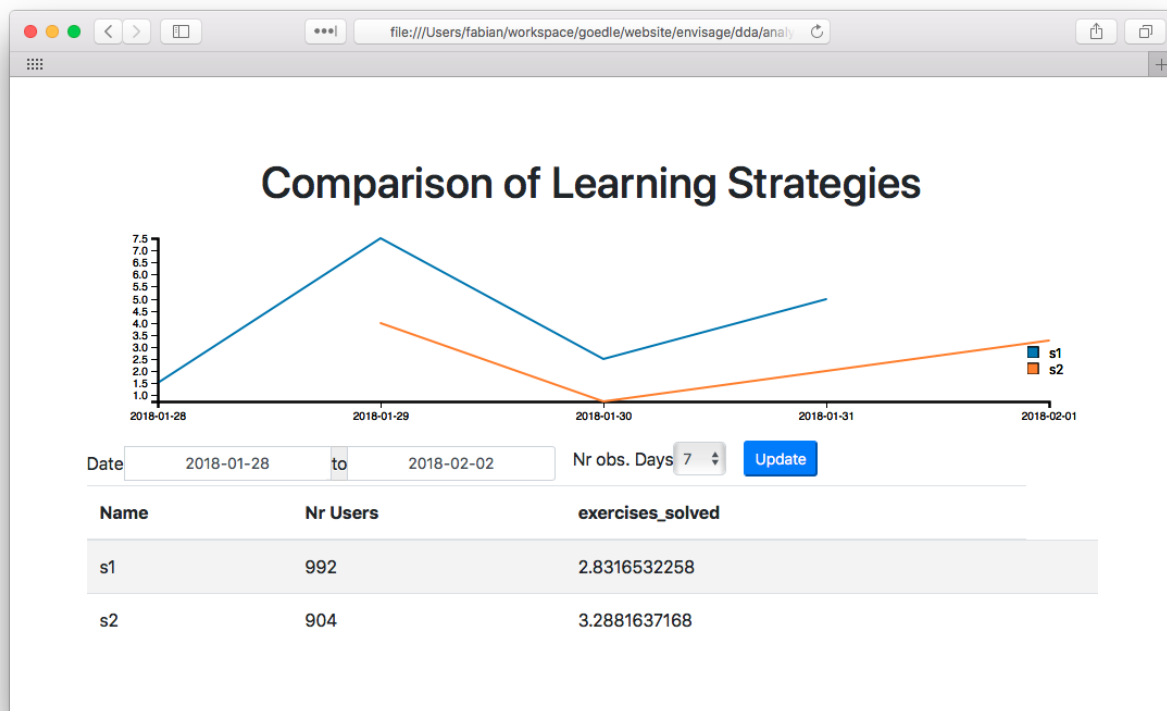 file:///Users/fabian/workspace/goedle/website/envisage/dda/analy
Comparison of Learning Strategies
7.5
7.0
6.5
6.0
5.5
5.0
4.5
4.0
3.5
3.0
2.5
2.0
1.5
1.0
s1
s2
2018-01-28 2018-01-29 2018-01-30 2018-01-31 2018-02-01
Date 2018-01-28 to 2018-02-02 Nr obs. Days 7 Update
Name Nr Users exercises_solved
s1 992 2.8316532258
s2 904 3.2881637168